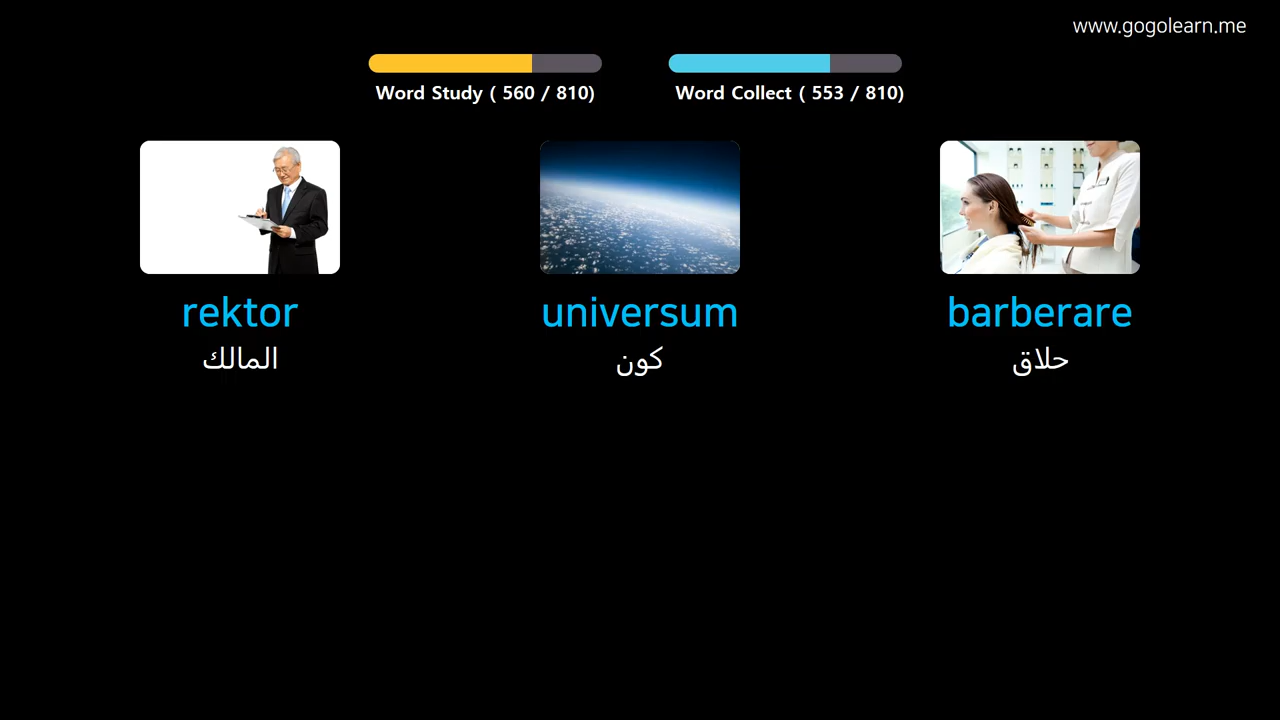 www.gogolearn.me
Word Study ( 560 / 810)
Word Collect ( 553 / 810)
rektor
universum
barberare
المالك
كون
حلاق